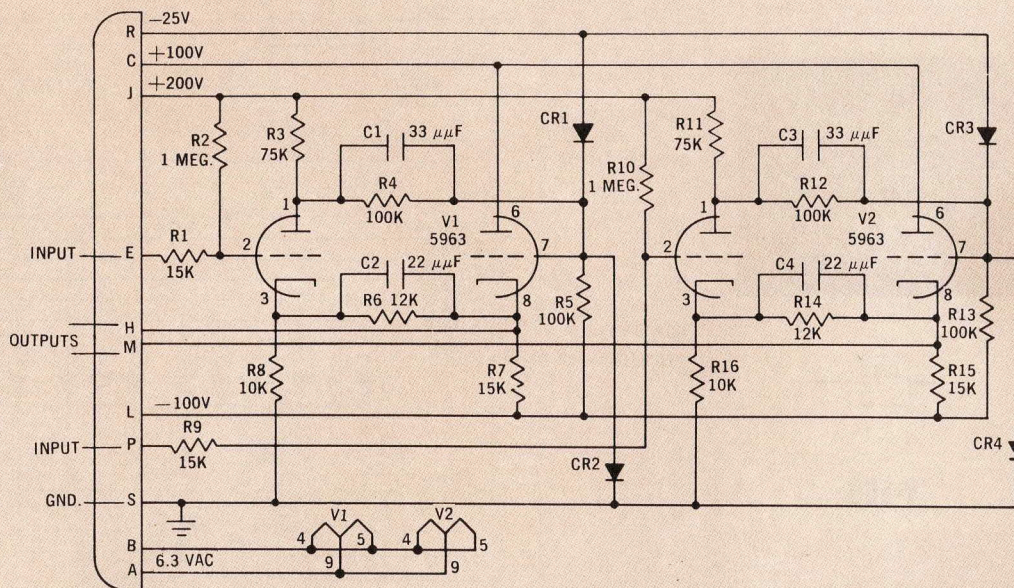 R
−25V
C
+100V
J
+200V
R2
1 MEG.
R3
75K
C1
33 μμF
R4
100K
CR1
R10
1 MEG.
R11
75K
C3
33 μμF
R12
100K
CR3
1
V1
5963
6
2
7
1
V2
5963
6
2
7
INPUT
E
R1
15K
C2
22 μμF
R6 12K
3
8
R5
100K
C4
22 μμF
R14
12K
3
8
R13
100K
H
OUTPUTS
M
R8
10K
R7
15K
R16
10K
R15
15K
L
−100V
INPUT
P
R9
15K
CR2
CR4
GND.
S
V1
V2
B
4
5
4
5
6.3 VAC
A
9
9